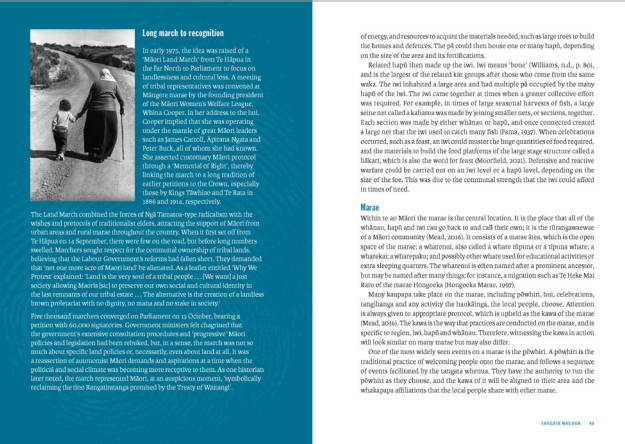 Long march to recognition
In early 1975, the idea was raised of a
'Māori Land March' from Te Hāpua in
the Far North to Parliament to focus on
landlessness and cultural loss. A meeting
of tribal representatives was convened at
Māngere marae by the founding president
of the Māori Women's Welfare League,
Whina Cooper. In her address to the hui,
Cooper implied that she was operating
under the mantle of great Māori leaders
such as James Carroll, Āpirana Ngata and
Peter Buck, all of whom she had known.
She asserted customary Māori protocol
through a 'Memorial of Right', thereby
linking the march to a long tradition of
earlier petitions to the Crown, especially
those by Kings Tāwhiao and Te Rata in
1886 and 1914, respectively.
The Land March combined the forces of Ngā Tamatoa-type radicalism with the
wishes and protocols of traditionalist elders, attracting the support of Māori from
urban areas and rural marae throughout the country. When it first set off from
Te Hāpua on 14 September, there were few on the road, but before long numbers
swelled. Marchers sought respect for the communal ownership of tribal lands,
believing that the Labour Government's reforms had fallen short. They demanded
that 'not one more acre of Maori land' be alienated. As a leaflet entitled 'Why We
Protest' explained: 'Land is the very soul of a tribal people . . . [We want] a just
society allowing Maoris [sic] to preserve our own social and cultural identity in
the last remnants of our tribal estate . . . The alternative is the creation of a landless
brown proletariat with no dignity, no mana and no stake in society.'
Five thousand marchers converged on Parliament on 13 October, bearing a
petition with 60,000 signatories. Government ministers felt chagrined that
the government's extensive consultation procedures and 'progressive' Māori
policies and legislation had been rebuked, but, in a sense, the march was not so
much about specific land policies or, necessarily, even about land at all. It was
a reassertion of autonomist Māori demands and aspirations at a time when the
political and social climate was becoming more receptive to them. As one historian
later noted, the march represented Māori, at an auspicious moment, 'symbolically
reclaiming the tino Rangatiratanga promised by the Treaty of Waitangi'.
of energy, and resources to acquire the materials needed, such as large trees to build
the homes and defences. The pā could then house one or many hapū, depending
on the size of the area and its fortifications.
Related hapū then made up the iwi. Iwi means 'bone' (Williams, n.d., p. 80),
and is the largest of the related kin groups after those who come from the same
waka. The iwi inhabited a large area and had multiple pā occupied by the many
hapū of the iwi. The iwi came together at times when a greater collective effort
was required. For example, in times of large seasonal harvests of fish, a large
seine net called a kaharoa was made by joining smaller nets, or sections, together.
Each section was made by either whānau or hapū, and once connected created
a large net that the iwi used to catch many fish (Pama, 1937). When celebrations
occurred, such as a feast, an iwi could muster the huge quantities of food required,
and the materials to build the food platforms of the large stage structure called a
hākari, which is also the word for feast (Moorfield, 2021). Defensive and reactive
warfare could be carried out on an iwi level or a hapū level, depending on the
size of the foe. This was due to the communal strength that the iwi could afford
in times of need.
Marae
Within te ao Māori the marae is the central location. It is the place that all of the
whānau, hapū and iwi can go back to and call their own; it is the tūrangawaewae
of a Māori community (Mead, 2016). It consists of a marae ātea, which is the open
space of the marae; a wharenui, also called a whare tūpuna or a tīpuna whare; a
wharekai; a wharepaku; and possibly other whare used for educational activities or
extra sleeping quarters. The wharenui is often named after a prominent ancestor,
but may be named after many things; for instance, a migration such as Te Heke Mai
Raro of the marae Hongoeka (Hongoeka Marae, 1997).
Many kaupapa take place on the marae, including pōwhiri, hui, celebrations,
tangihanga and any activity the haukāinga, the local people, choose. Attention
is always given to appropriate protocol, which is upheld as the kawa of the marae
(Mead, 2016). The kawa is the way that practices are conducted on the marae, and is
specific to region, iwi, hapū and whānau. Therefore, witnessing the kawa in action
will look similar on many marae but may also differ.
One of the most widely seen events on a marae is the pōwhiri. A pōwhiri is the
traditional practice of welcoming people onto the marae, and follows a sequence
of events facilitated by the tangata whenua. They have the authority to run the
pōwhiri as they choose, and the kawa of it will be aligned to their area and the
whakapapa affiliations that the local people share with other marae.
TANGATA WHENUA 49